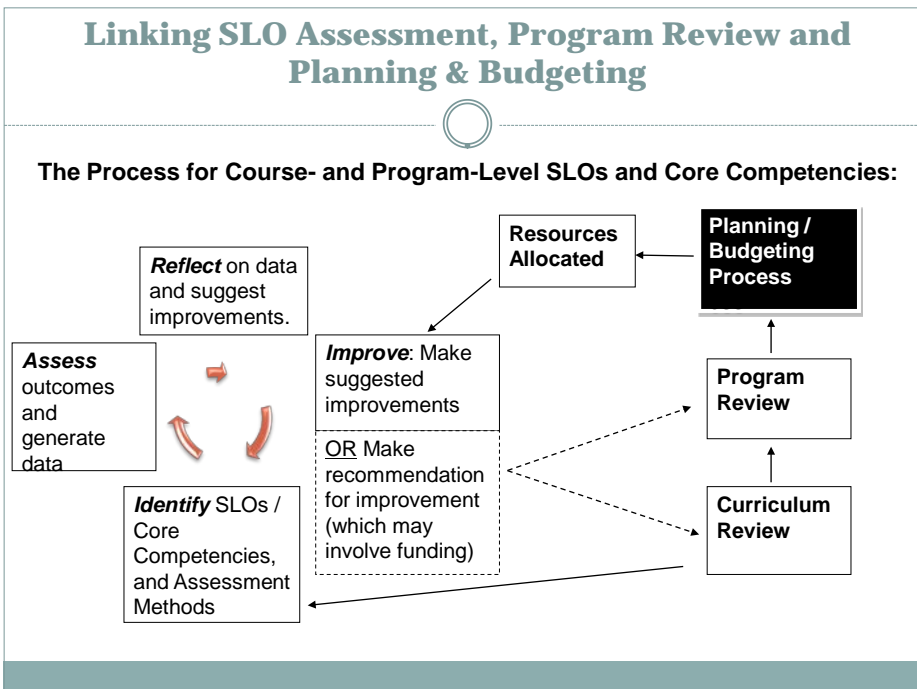 Linking SLO Assessment, Program Review and
Planning & Budgeting
The Process for Course- and Program-Level SLOs and Core Competencies:
Reflect on data
and suggest
improvements.
Assess
outcomes
and
generate
data
Identify SLOs /
Core
Competencies,
and Assessment
Methods
Improve: Make
suggested
improvements
OR Make
recommendation
for improvement
(which may
involve funding)
Resources
Allocated
Planning /
Budgeting
Process
Program
Review
Curriculum
Review